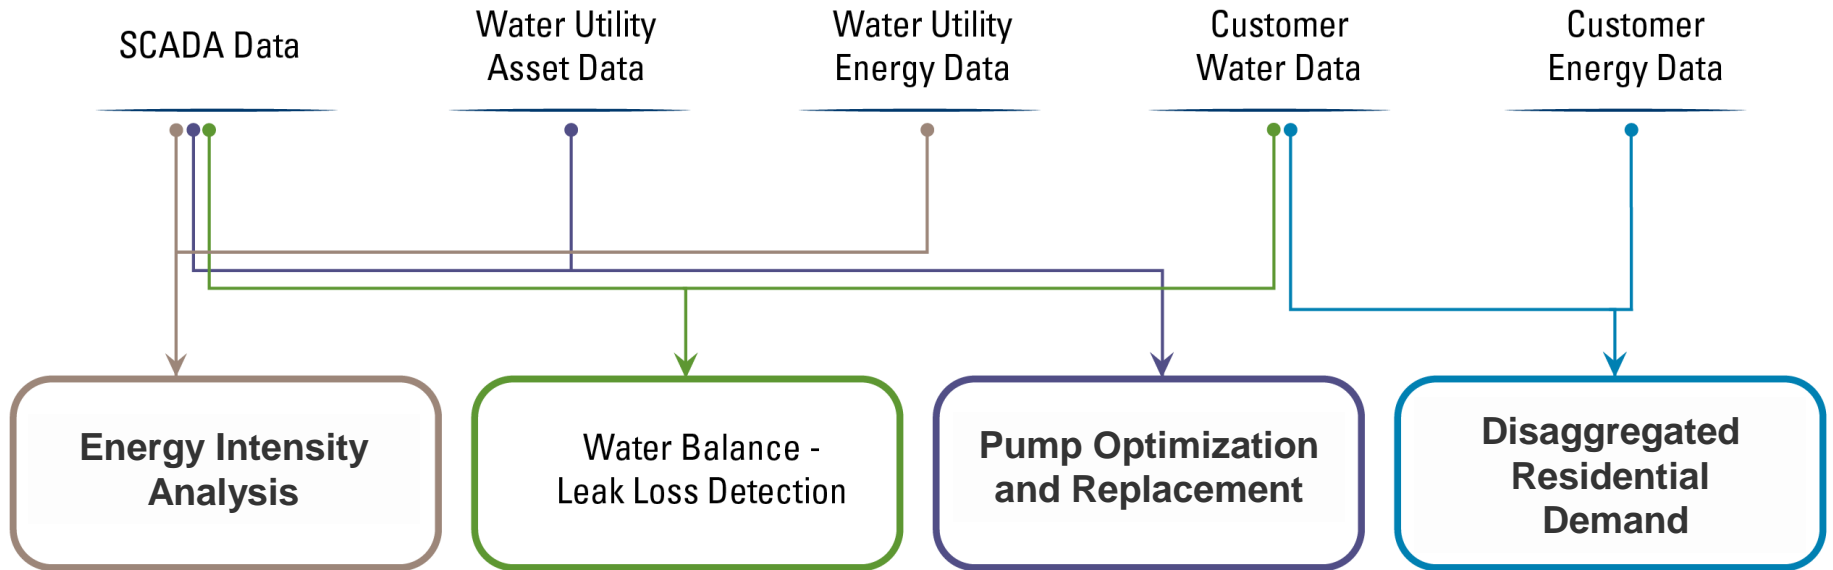 SCADA Data
Water Utility
Asset Data
Water Utility
Energy Data
Customer
Water Data
Customer
Energy Data
Energy Intensity
Analysis
Water Balance -
Leak Loss Detection
Pump Optimization
and Replacement
Disaggregated
Residential
Demand